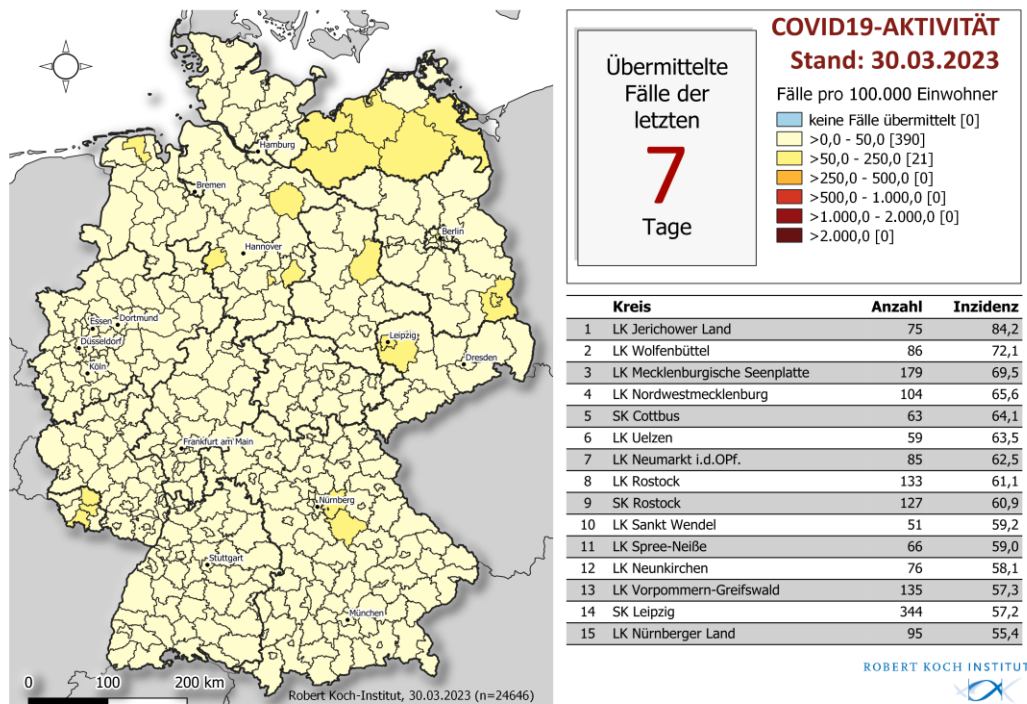 Hamburg
Bremen
Berlin
Hannover
Essen
Dortmund
Düsseldorf
Köln
Leipzig
Dresden
Frankfurt am Main
Nürnberg
Stuttgart
München
0 100 200 km
Robert Koch-Institut, 30.03.2023 (n=24646)
Übermittelte
Fälle der
letzten
7
Tage
COVID19-AKTIVITÄT
Stand: 30.03.2023
Fälle pro 100.000 Einwohner
keine Fälle übermittelt [0]
>0,0 - 50,0 [390]
>50,0 - 250,0 [21]
>250,0 - 500,0 [0]
>500,0 - 1.000,0 [0]
>1.000,0 - 2.000,0 [0]
>2.000,0 [0]
Kreis Anzahl Inzidenz
1 LK Jerichower Land 75 84,2
2 LK Wolfenbüttel 86 72,1
3 LK Mecklenburgische Seenplatte 179 69,5
4 LK Nordwestmecklenburg 104 65,6
5 SK Cottbus 63 64,1
6 LK Uelzen 59 63,5
7 LK Neumarkt i.d.OPf. 85 62,5
8 LK Rostock 133 61,1
9 SK Rostock 127 60,9
10 LK Sankt Wendel 51 59,2
11 LK Spree-Neiße 66 59,0
12 LK Neunkirchen 76 58,1
13 LK Vorpommern-Greifswald 135 57,3
14 SK Leipzig 344 57,2
15 LK Nürnberger Land 95 55,4
ROBERT KOCH INSTITUT